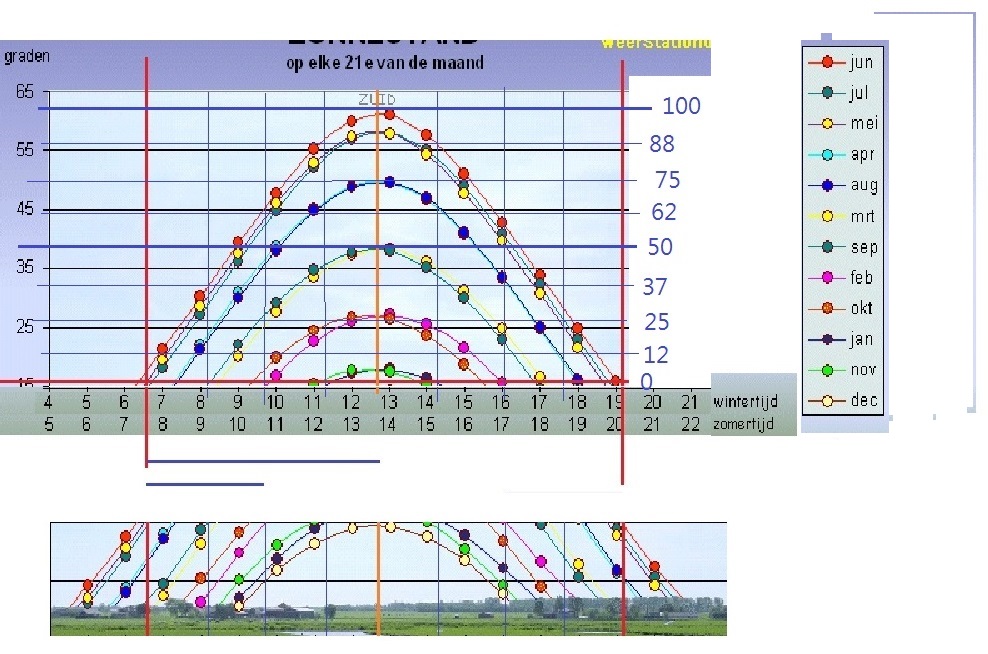 ZONNESTAND
WeerStation
graden
op elke 21e van de maand
ZUID
65
55
45
35
25
15
100
88
75
62
50
37
25
12
0
4 5 6 7 8 9 10 11 12 13 14 15 16 17 18 19 20 21 wintertijd
5 6 7 8 9 10 11 12 13 14 15 16 17 18 19 20 21 22 zomertijd
jun
jul
mei
apr
aug
mrt
sep
feb
okt
jan
nov
dec